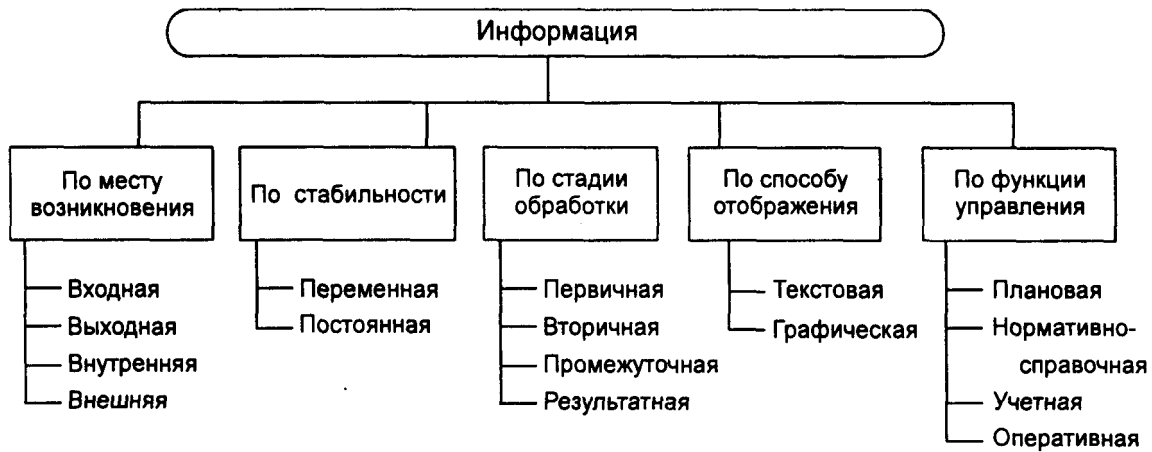 Информация
По месту
возникновения
По стабильности
По стадии
обработки
По способу
отображения
По функции
управления
Входная
Выходная
Внутренняя
Внешняя
Переменная
Постоянная
Первичная
Вторичная
Промежуточная
Результатная
Текстовая
Графическая
Плановая
Нормативно-
справочная
Учетная
Оперативная